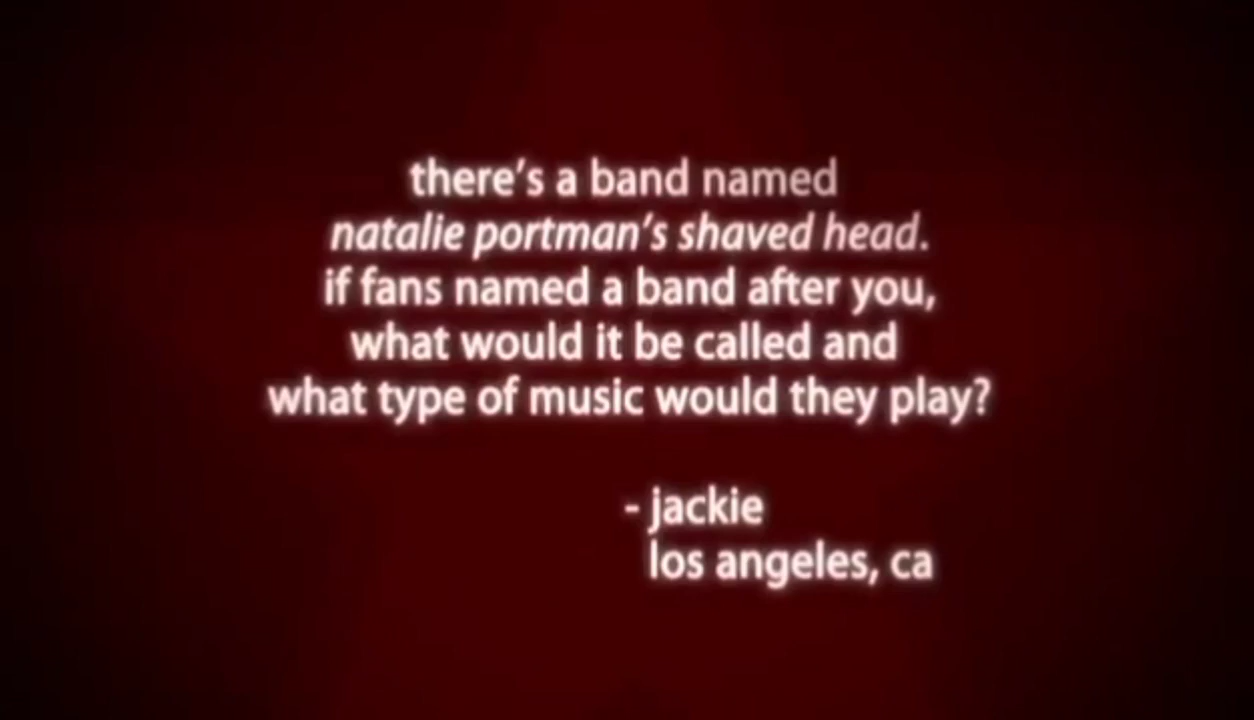 there's a band named
natalie portman's shaved head.
if fans named a band after you,
what would it be called and
what type of music would they play?
- jackie
los angeles, ca